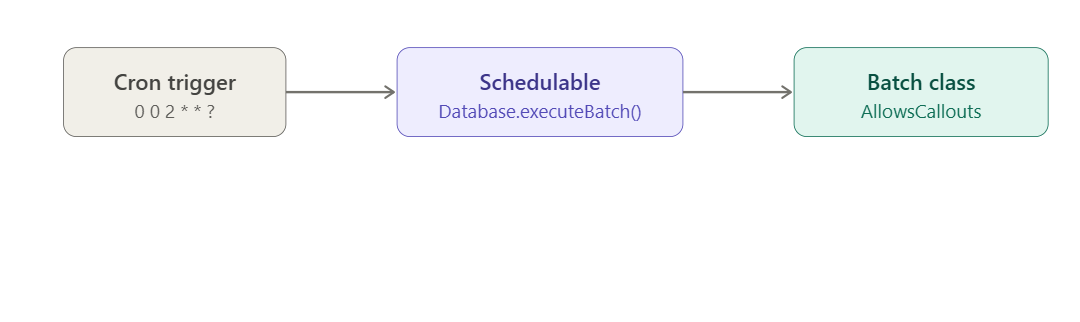 Cron trigger
0 0 2 * * ?
Schedulable
Database.executeBatch()
Batch class
AllowsCallouts